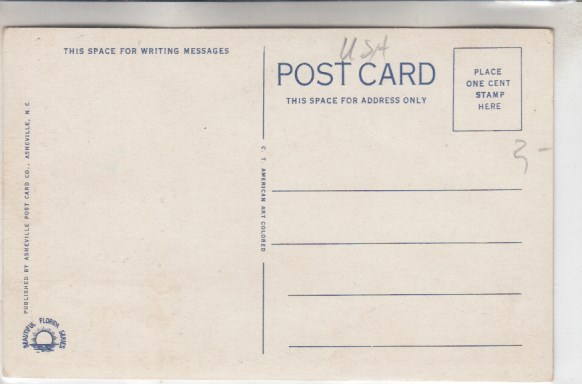 THIS SPACE FOR WRITING MESSAGES
PUBLISHED BY ASHEVILLE POST CARD CO., ASHEVILLE, N. C.
BEAUTIFUL FLORIDA SERIES
C. T. AMERICAN ART COLORED
USA
POST CARD
THIS SPACE FOR ADDRESS ONLY
PLACE
ONE CENT
STAMP
HERE
3-